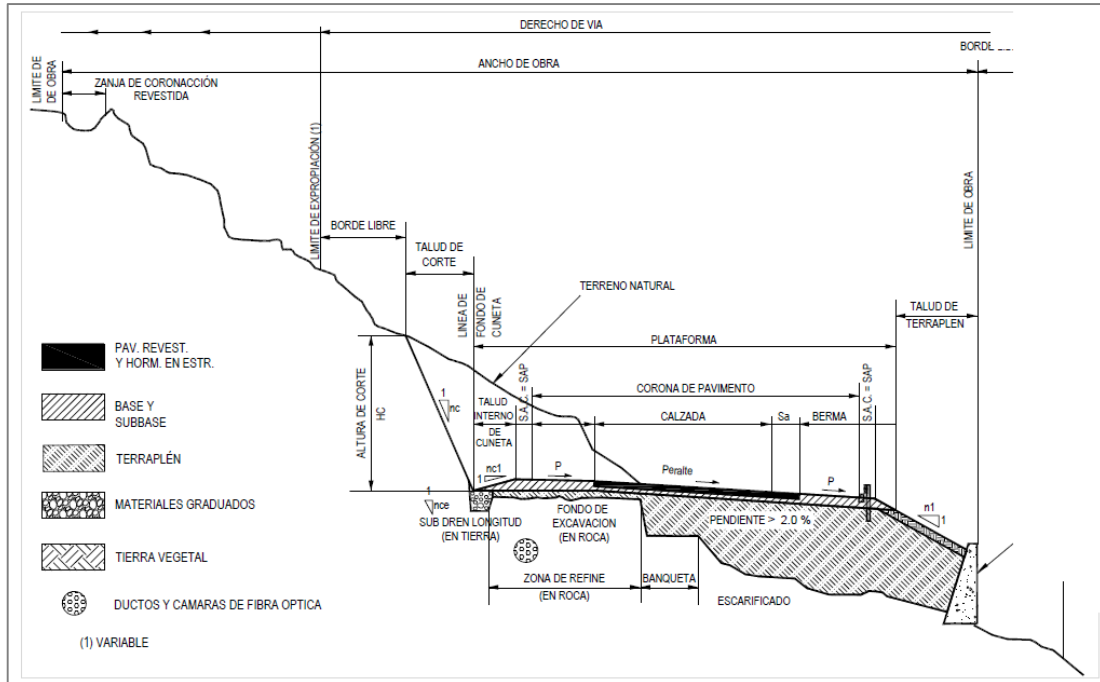 DERECHO DE VIA
BORDE
ANCHO DE OBRA
LIMITE DE
DE OBRA
ZANJA DE CORONACCIÓN
REVESTIDA
LIMITE DE EXPROPIACIÓN (1)
BORDE LIBRE
TALUD DE
CORTE
LINEA DE
FONDO DE
CUNETA
TERRENO NATURAL
LIMITE DE OBRA
TALUD DE
TERRAPLEN
PLATAFORMA
S.A.C. = SAP
CORONA DE PAVIMENTO
S.A.C. = SAP
TALUD
INTERNO
DE
CUNETA
CALZADA
Sa
BERMA
ALTURA DE CORTE
HC
1
nc
1
nc1
P
Peralte
P
n1
1
1
nce
SUB DREN LONGITUD
(EN TIERRA)
FONDO DE
EXCAVACION
(EN ROCA)
PENDIENTE > 2.0 %
ZONA DE REFINE
(EN ROCA)
BANQUETA
ESCARIFICADO
PAV. REVEST.
Y HORM. EN ESTR.
BASE Y
SUBBASE
TERRAPLÉN
MATERIALES GRADUADOS
TIERRA VEGETAL
DUCTOS Y CAMARAS DE FIBRA OPTICA
(1) VARIABLE